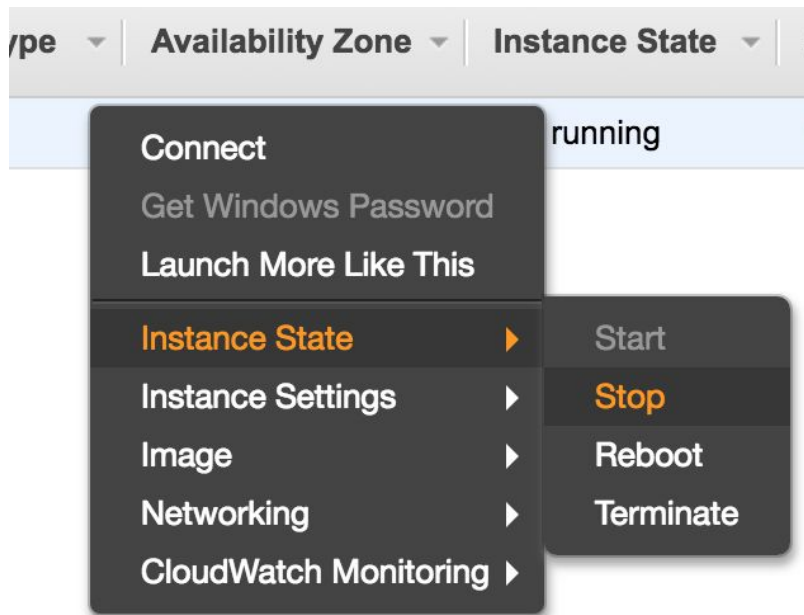 ype Availability Zone Instance State
running
Connect
Get Windows Password
Launch More Like This
Instance State
Instance Settings
Image
Networking
CloudWatch Monitoring
Start
Stop
Reboot
Terminate